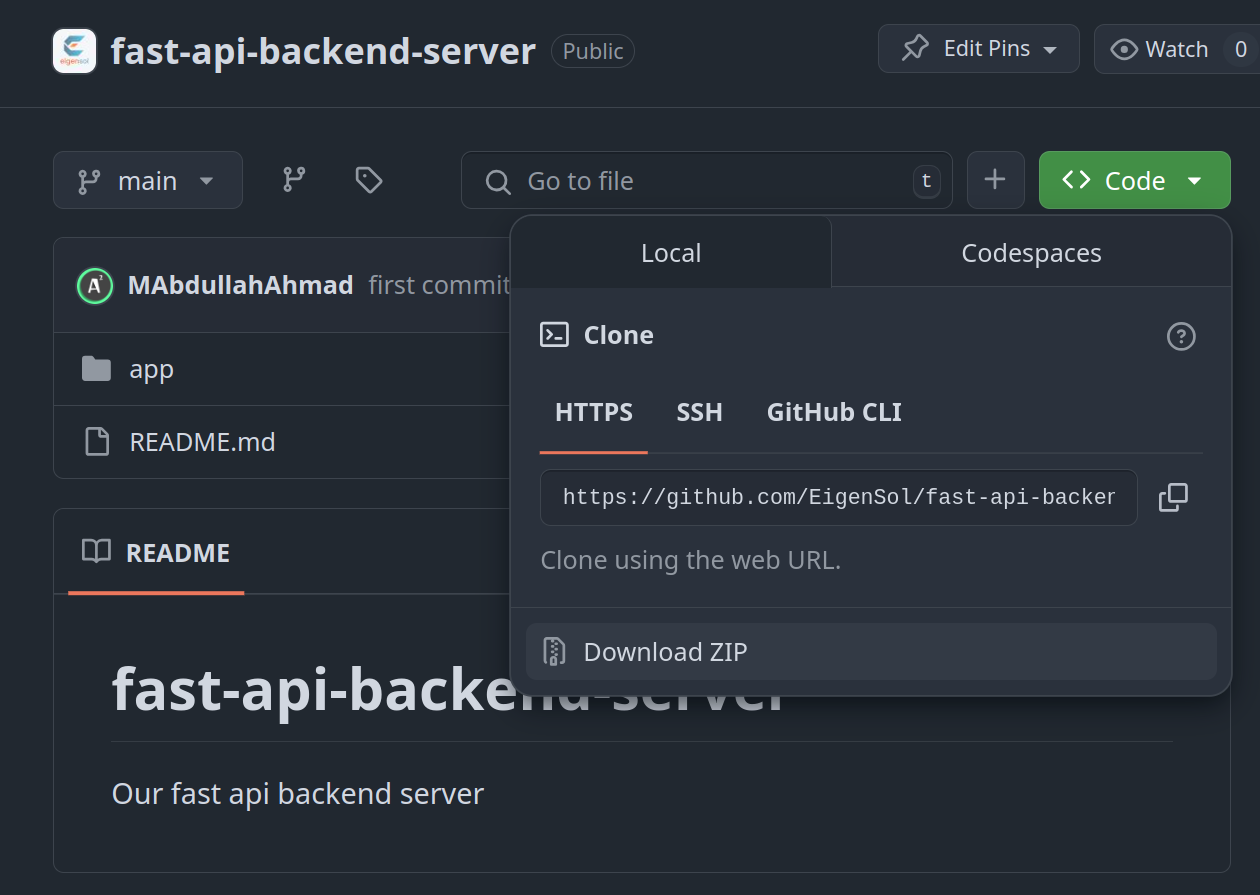 eigensol
fast-api-backend-server
Public
Edit Pins
Watch
0
main
Go to file
t
Code
Local
Codespaces
MAbdullahAhmad first commit
Clone
app
HTTPS
SSH
GitHub CLI
README.md
https://github.com/EigenSol/fast-api-backer
README
Clone using the web URL.
Download ZIP
fast-api-backend-server
Our fast api backend server